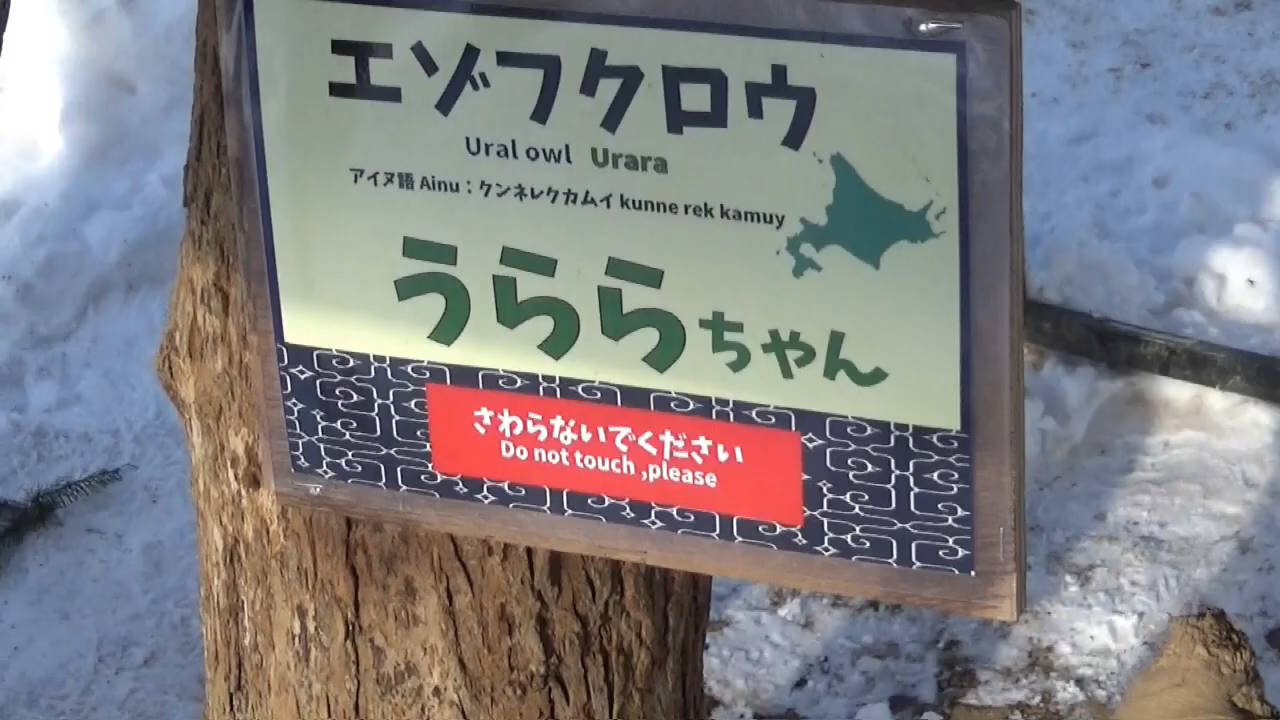 エゾフクロウ
Ural owl Urara
アイヌ語 Ainu：クンネレクカムイ kunne rek kamuy
うららちゃん
さわらないでください
Do not touch ,please